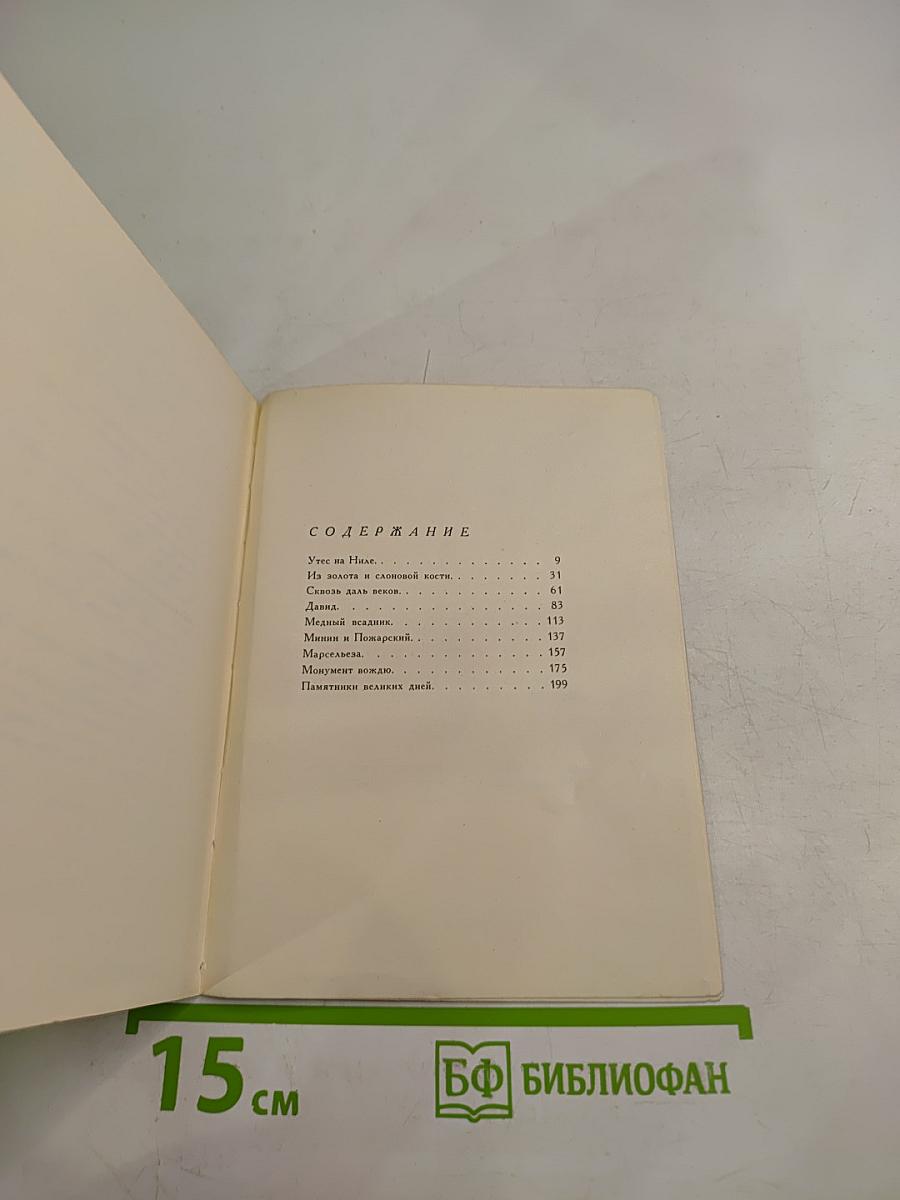 СОДЕРЖАНИЕ
Утес на Ниле. . . . . . . . . . . . . . 9
Из золота и слоновой кости. . . . . . . 31
Сквозь даль веков. . . . . . . . . . . . 61
Давид. . . . . . . . . . . . . . . . 83
Медный всадник. . . . . . . . . . . . 113
Минин и Пожарский. . . . . . . . . . . 137
Марсельеза. . . . . . . . . . . . . . 157
Монумент вождю. . . . . . . . . . . . 175
Памятники великих дней. . . . . . . . . 199
15 см
БФ БИБЛИОФАН